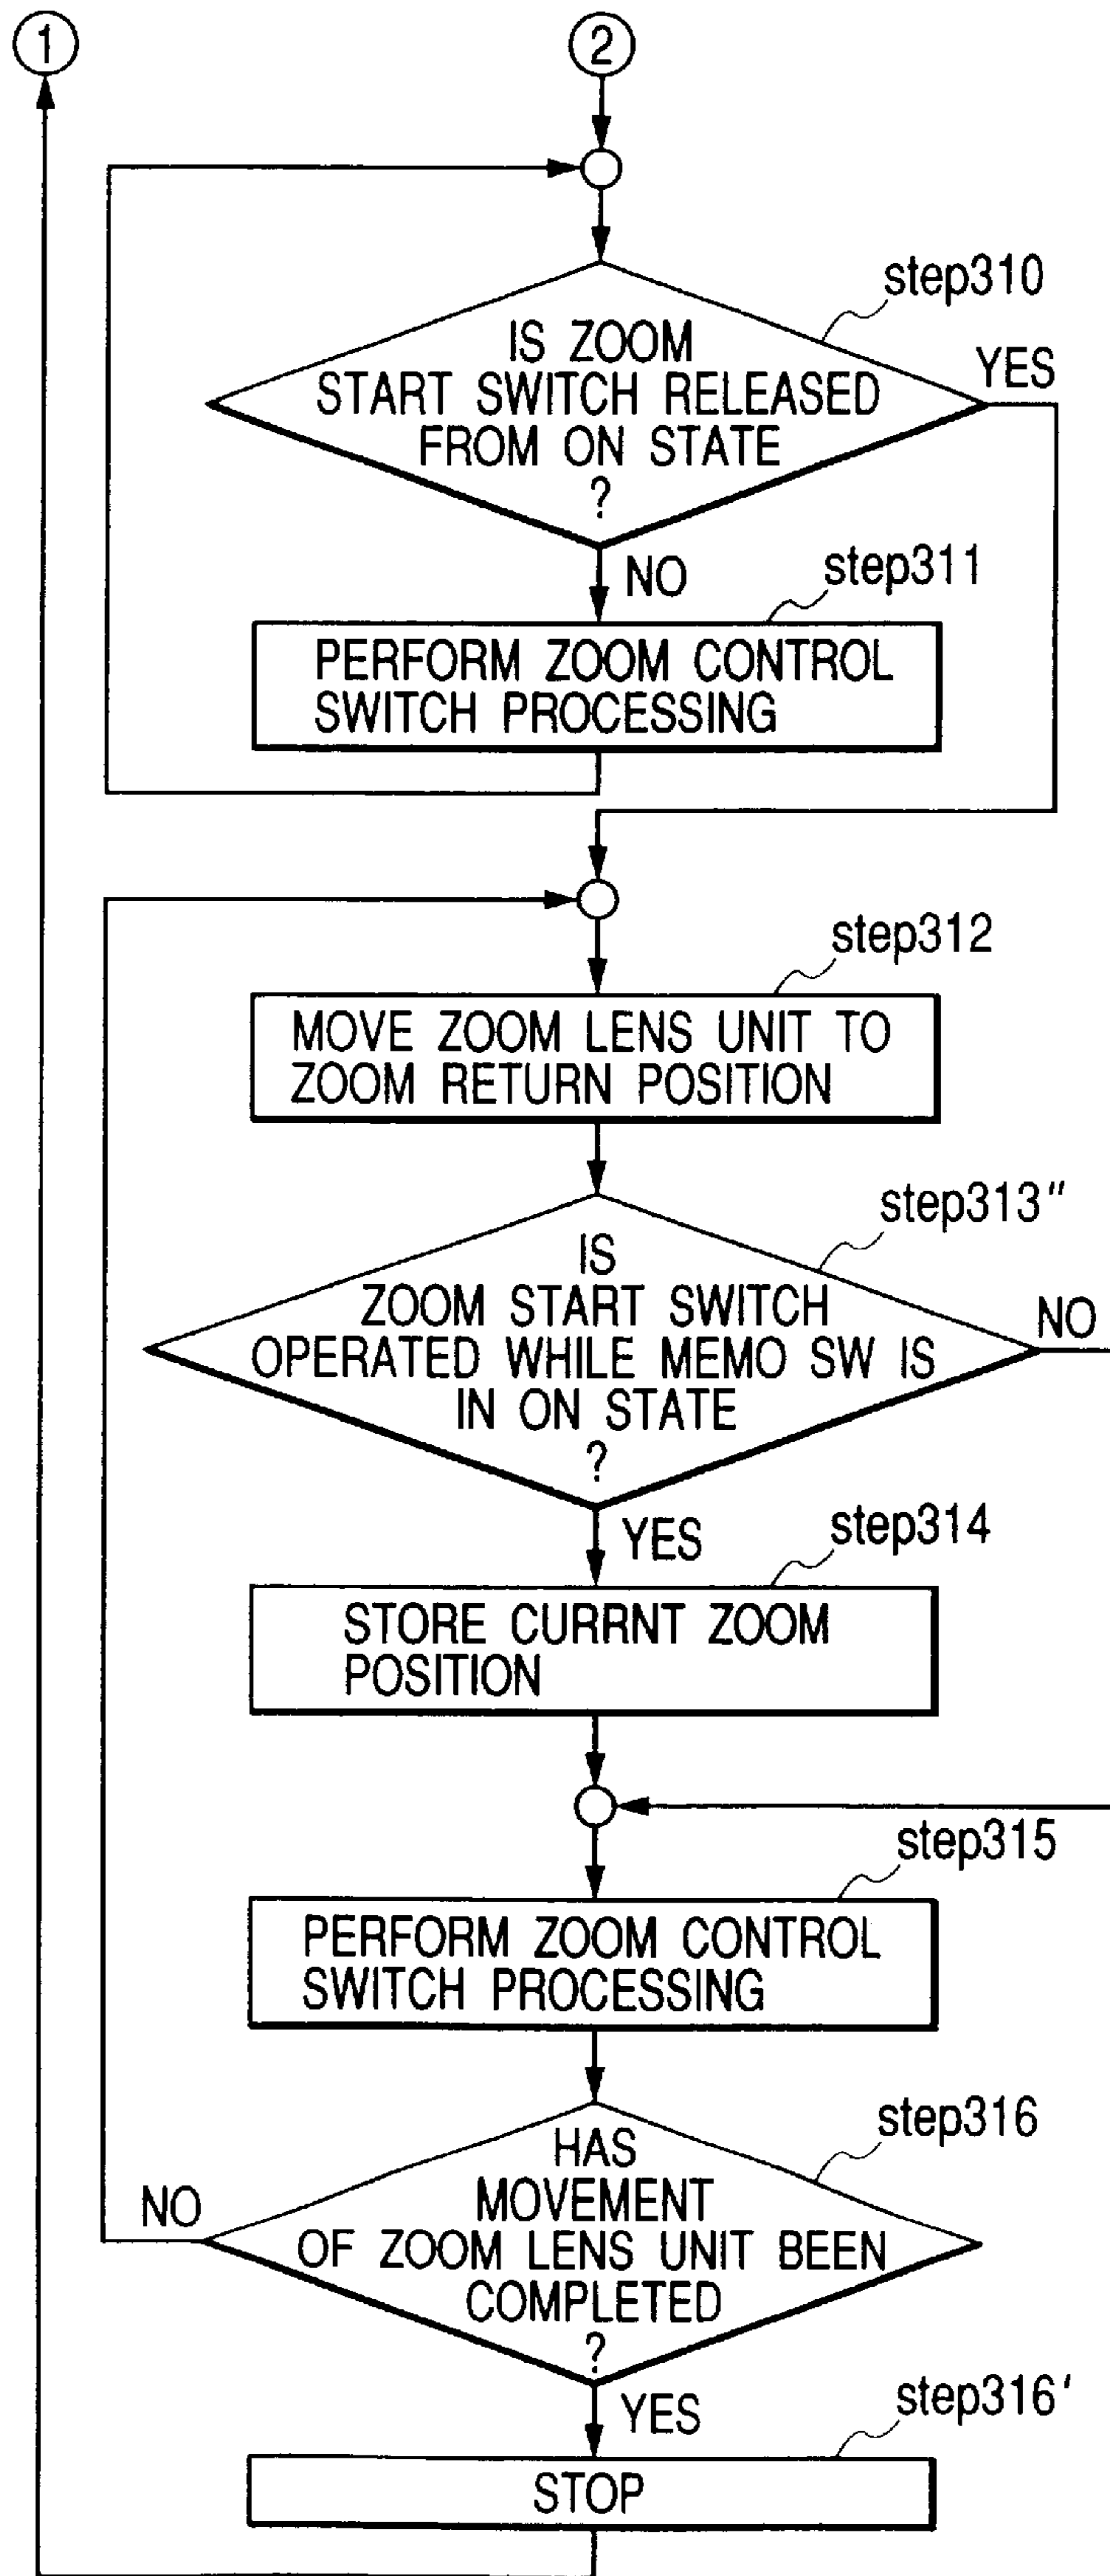 1
2
step310
IS ZOOM
START SWITCH RELEASED
FROM ON STATE
?
YES
NO
step311
PERFORM ZOOM CONTROL
SWITCH PROCESSING
step312
MOVE ZOOM LENS UNIT TO
ZOOM RETURN POSITION
step313"
IS
ZOOM START SWITCH
OPERATED WHILE MEMO SW IS
IN ON STATE
?
NO
YES
step314
STORE CURRNT ZOOM
POSITION
step315
PERFORM ZOOM CONTROL
SWITCH PROCESSING
step316
HAS
MOVEMENT
OF ZOOM LENS UNIT BEEN
COMPLETED
?
NO
YES
step316'
STOP